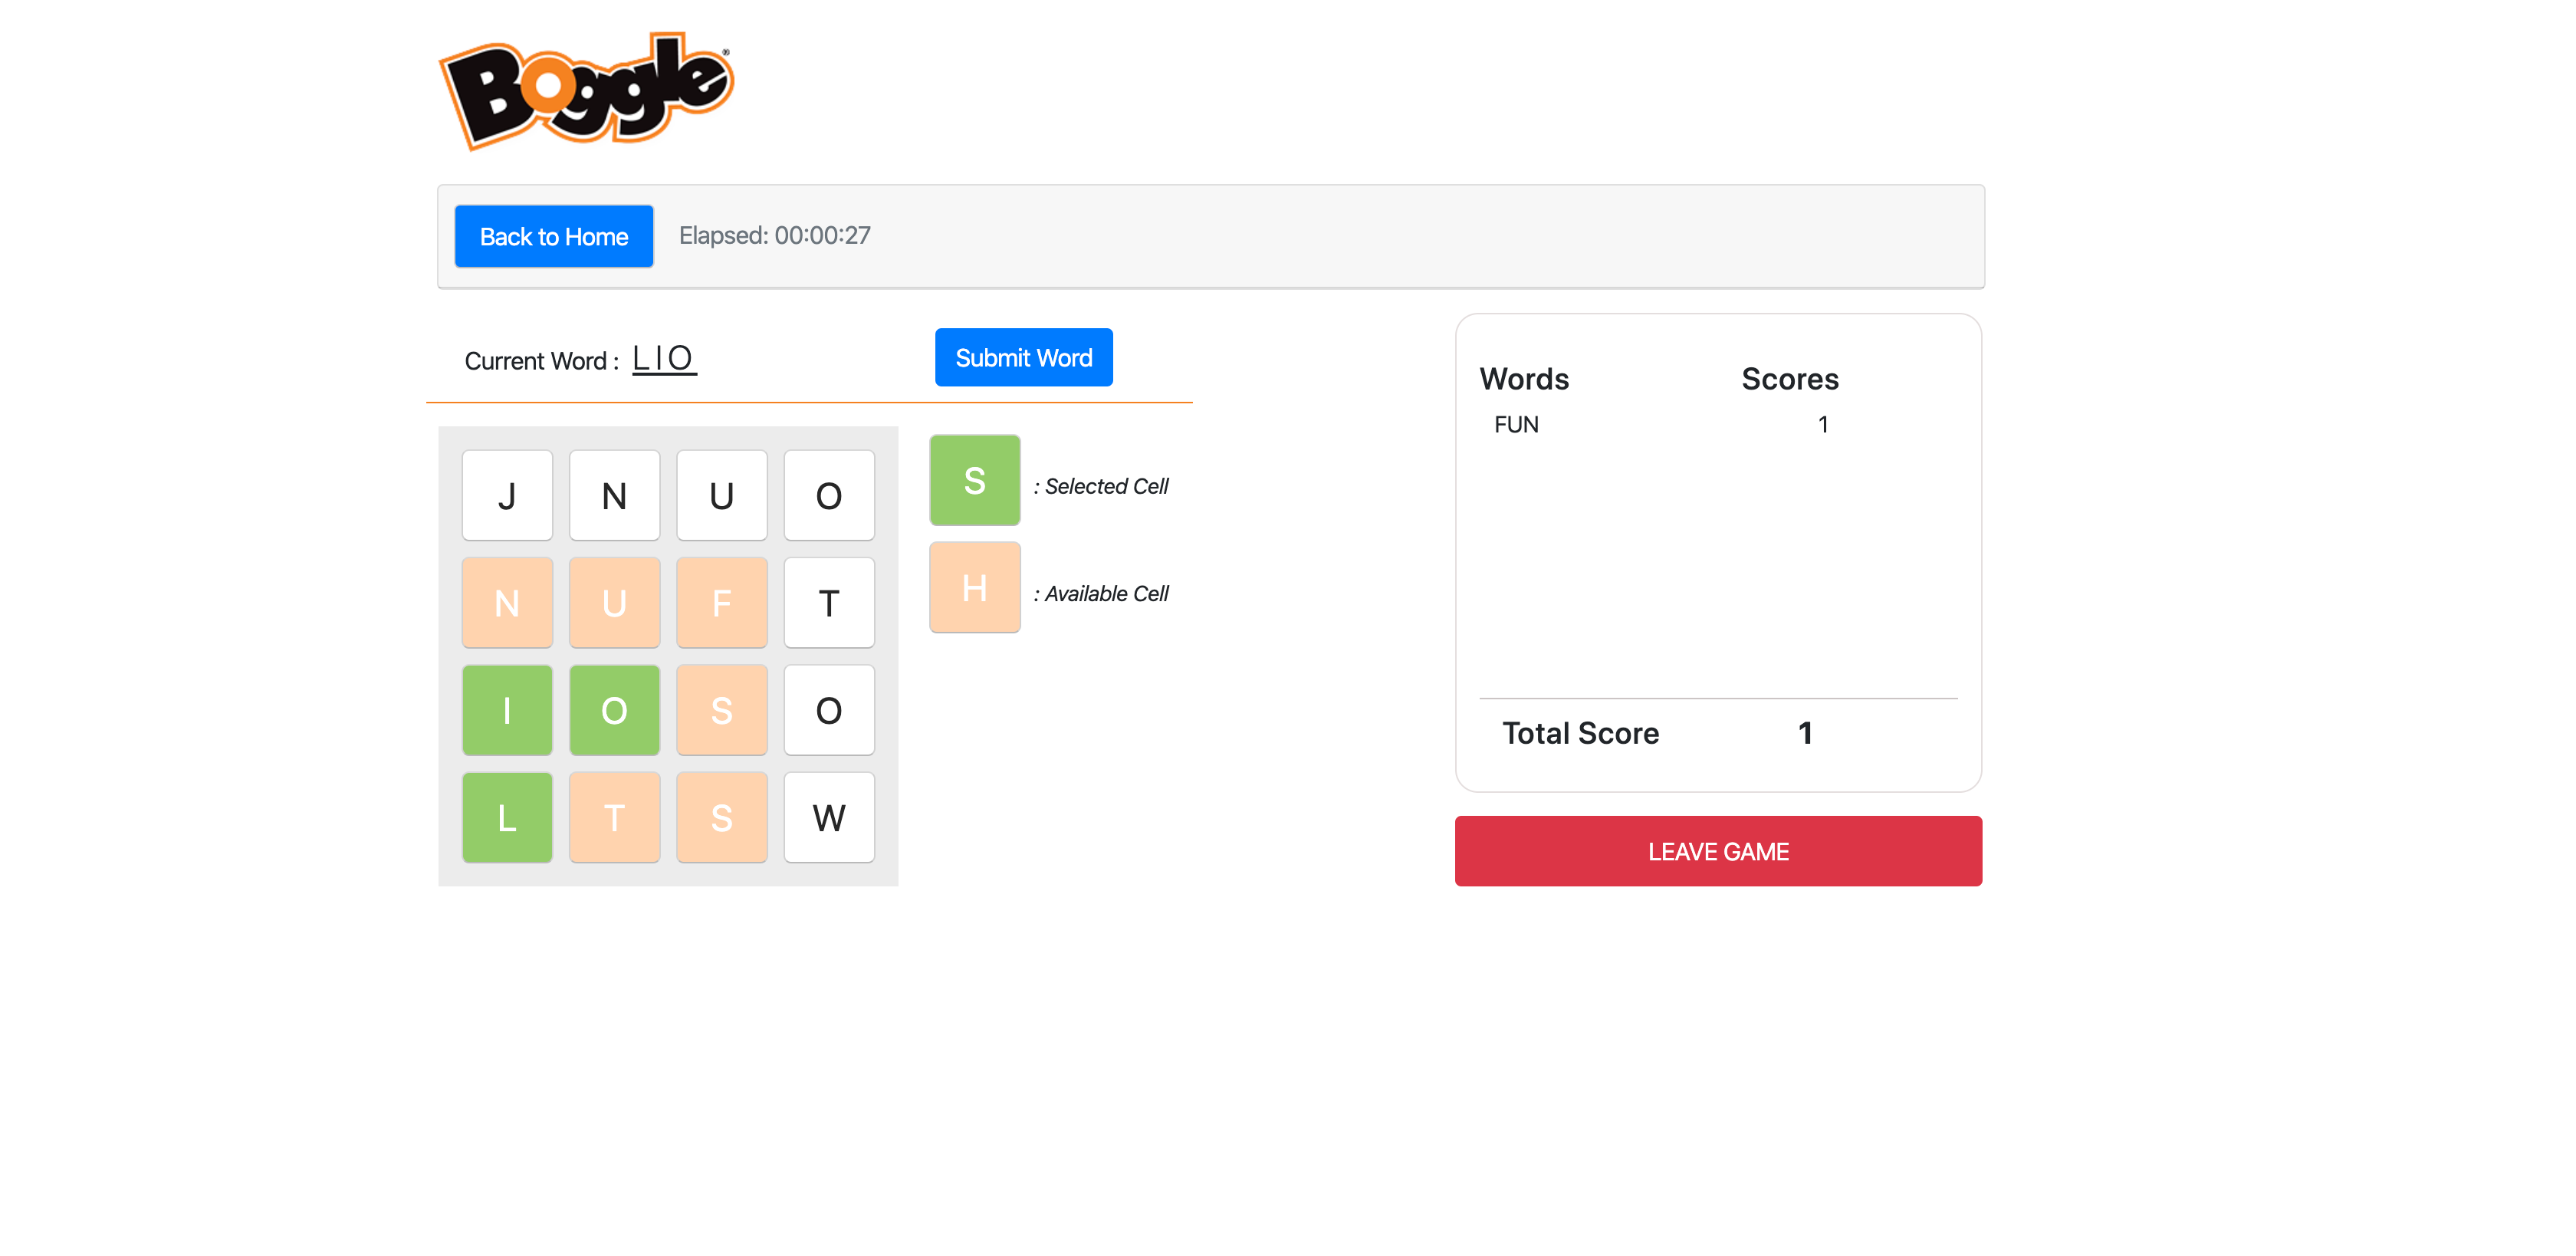 Boggle®
Back to Home Elapsed: 00:00:27
Current Word : LIO Submit Word
J N U O
N U F T
I O S O
L T S W
S : Selected Cell
H : Available Cell
Words Scores
FUN 1
Total Score 1
LEAVE GAME